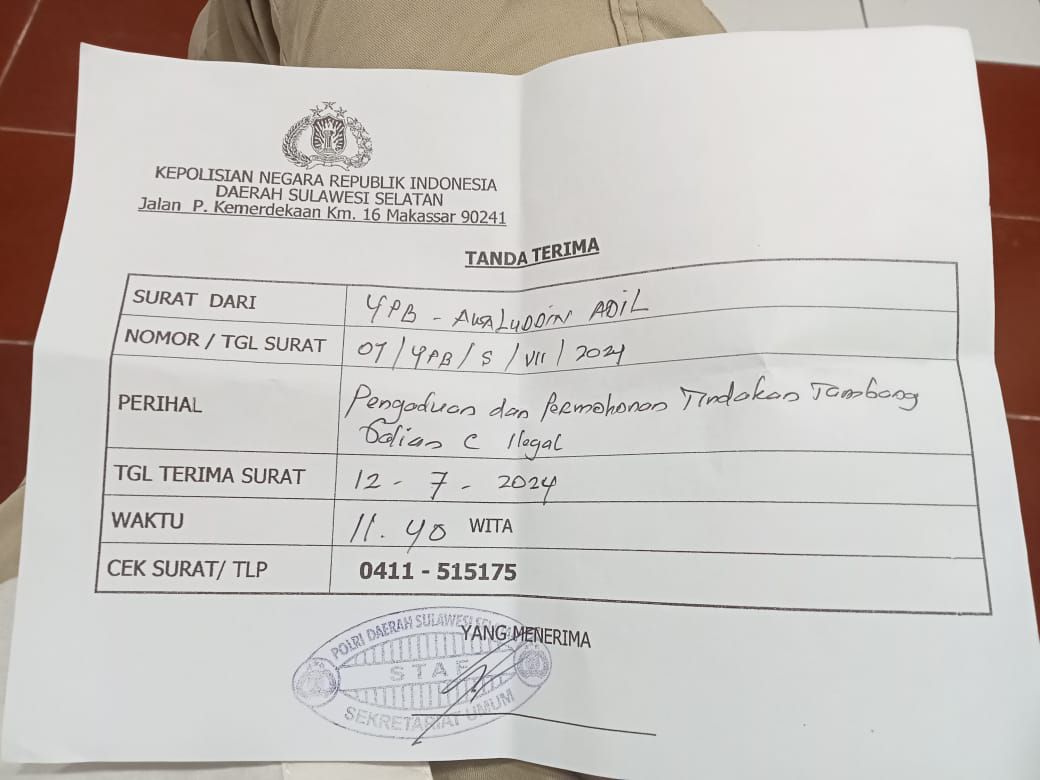 KEPOLISIAN NEGARA REPUBLIK INDONESIA
DAERAH SULAWESI SELATAN
Jalan P. Kemerdekaan Km. 16 Makassar 90241
TANDA TERIMA
SURAT DARI YPB - AWALUDDIN ADIL
NOMOR / TGL SURAT 07/YPB/S/VII/2024
PERIHAL Pengaduan dan Permohonan Tindakan Tambang
Galian C Ilegal
TGL TERIMA SURAT 12 - 7 - 2024
WAKTU 11.40 WITA
CEK SURAT/ TLP 0411 - 515175
YANG MENERIMA
POLRI DAERAH SULAWESI
STAF
SEKRETARIAT UMUM